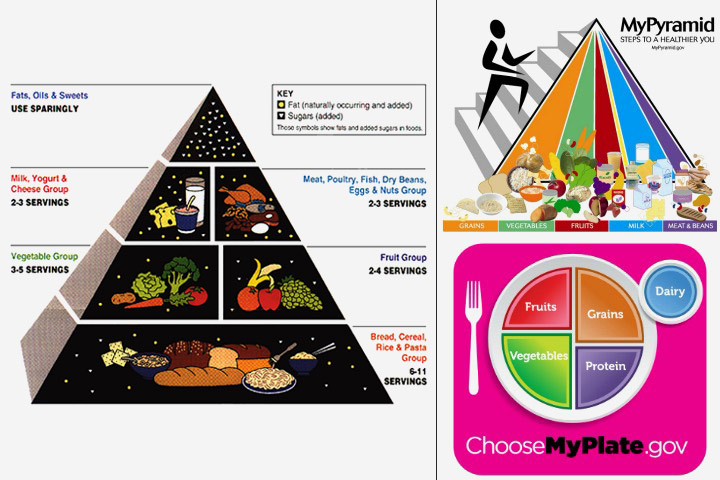 Fats, Oils & Sweets
USE SPARINGLY
KEY
Fat (naturally occurring and added)
Sugars (added)
These symbols show fats and added sugars in foods.
Milk, Yogurt &
Cheese Group
2-3 SERVINGS
Meat, Poultry, Fish, Dry Beans,
Eggs & Nuts Group
2-3 SERVINGS
Vegetable Group
3-5 SERVINGS
Fruit Group
2-4 SERVINGS
Bread, Cereal,
Rice & Pasta
Group
6-11
SERVINGS
MyPyramid
STEPS TO A HEALTHIER YOU
MyPyramid.gov
GRAINS
VEGETABLES
FRUITS
MILK
MEAT & BEANS
Fruits
Grains
Dairy
Vegetables
Protein
ChooseMyPlate.gov